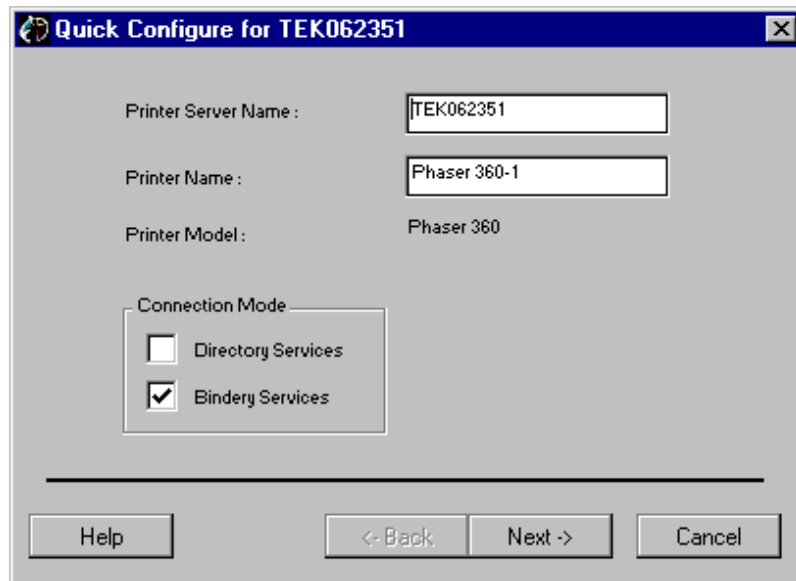 Quick Configure for TEK062351
Printer Server Name : TEK062351
Printer Name : Phaser 360-1
Printer Model : Phaser 360
Connection Mode
Directory Services
Bindery Services
Help <- Back Next -> Cancel